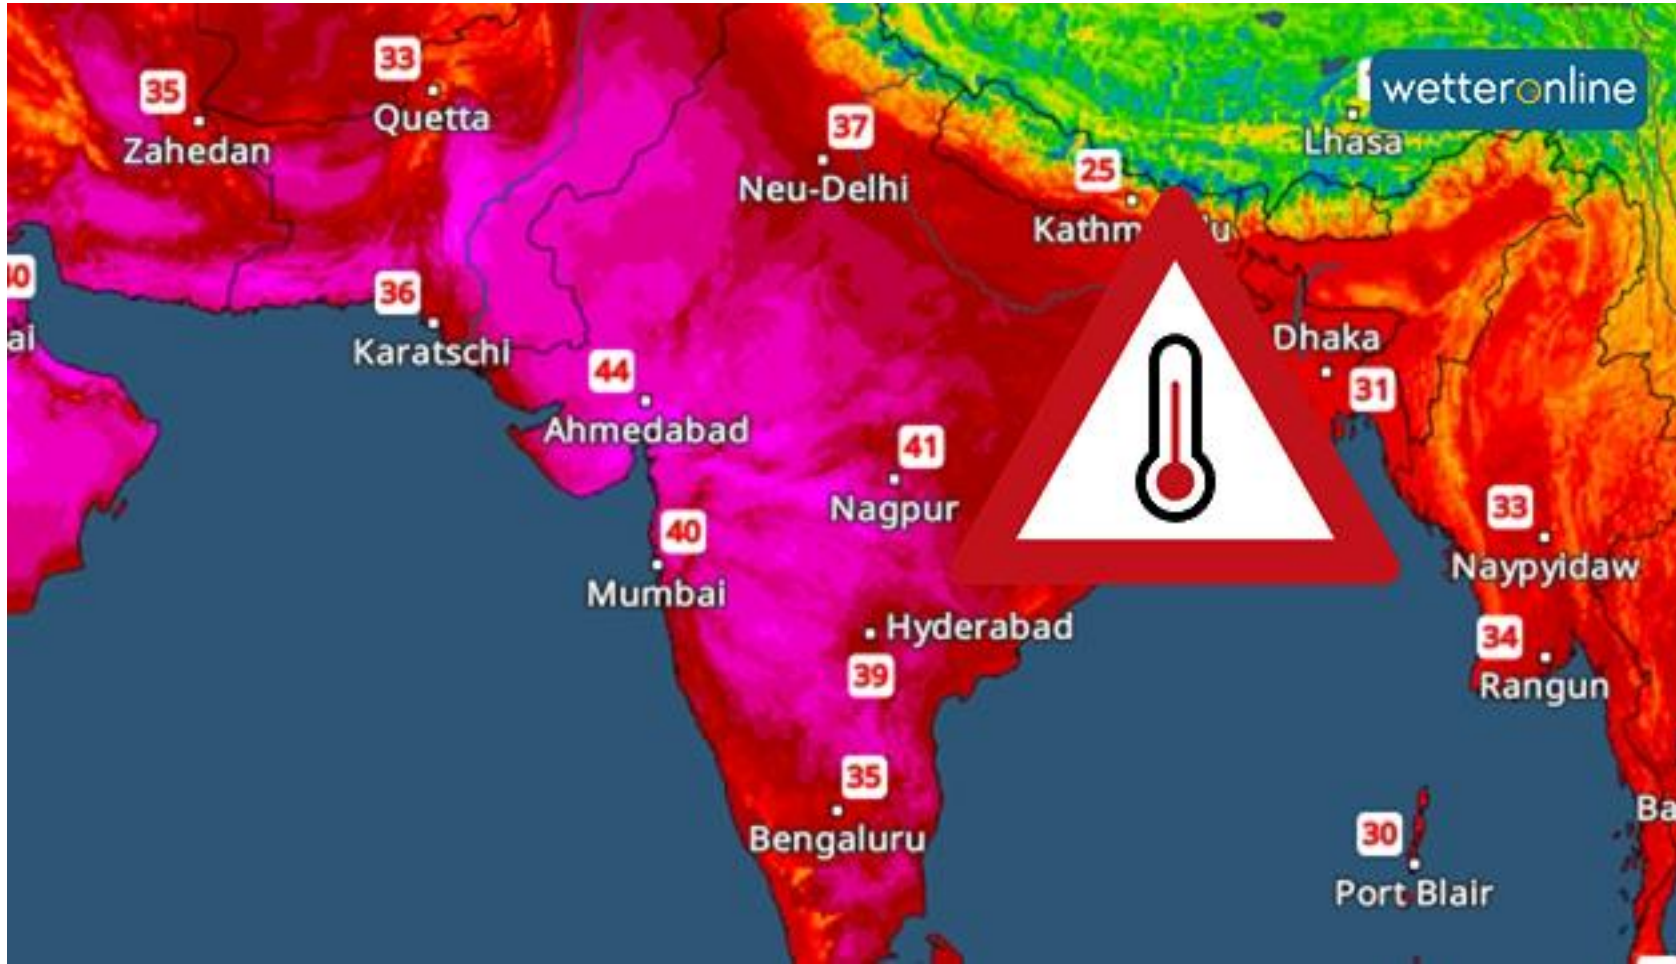 33
Quetta
35
Zahedan
wetteronline
Lhasa
37
Neu-Delhi
25
36
Karatschi
Dhaka
31
44
Ahmedabad
41
Nagpur
40
Mumbai
33
Naypyidaw
Hyderabad
39
34
Rangun
35
Bengaluru
30
Port Blair